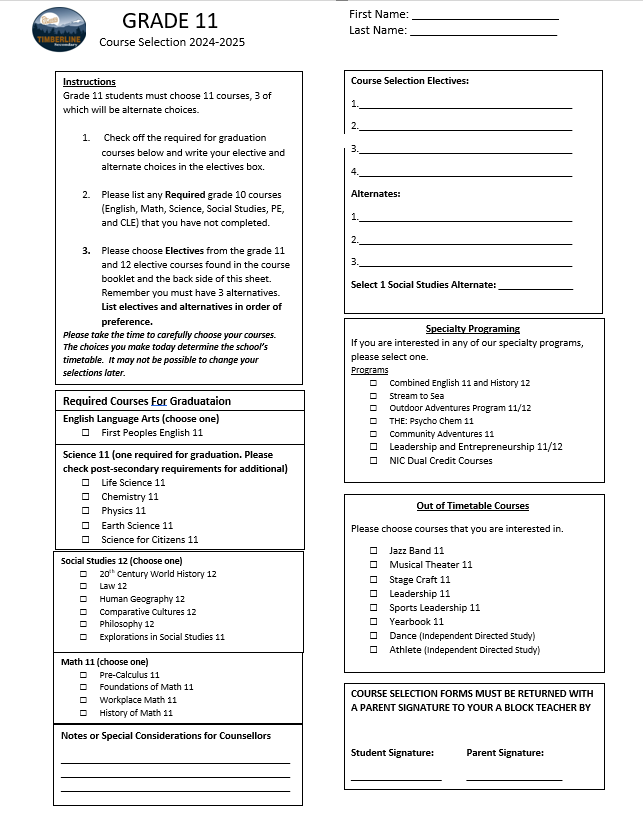 TIMBERLINE
Secondary
GRADE 11
Course Selection 2024-2025
First Name: ___________________________
Last Name: ___________________________
Instructions
Grade 11 students must choose 11 courses, 3 of
which will be alternate choices.
1. Check off the required for graduation
courses below and write your elective and
alternate choices in the electives box.
2. Please list any Required grade 10 courses
(English, Math, Science, Social Studies, PE,
and CLE) that you have not completed.
3. Please choose Electives from the grade 11
and 12 elective courses found in the course
booklet and the back side of this sheet.
Remember you must have 3 alternatives.
List electives and alternatives in order of
preference.
Please take the time to carefully choose your courses.
The choices you make today determine the school's
timetable. It may not be possible to change your
selections later.
Required Courses For Graduataion
English Language Arts (choose one)
☐ First Peoples English 11
Science 11 (one required for graduation. Please
check post-secondary requirements for additional)
☐ Life Science 11
☐ Chemistry 11
☐ Physics 11
☐ Earth Science 11
☐ Science for Citizens 11
Social Studies 12 (Choose one)
☐ 20th Century World History 12
☐ Law 12
☐ Human Geography 12
☐ Comparative Cultures 12
☐ Philosophy 12
☐ Explorations in Social Studies 11
Math 11 (choose one)
☐ Pre-Calculus 11
☐ Foundations of Math 11
☐ Workplace Math 11
☐ History of Math 11
Notes or Special Considerations for Counsellors
Course Selection Electives:
1.___________________________
2.___________________________
3.___________________________
4.___________________________
Alternates:
1.___________________________
2.___________________________
3.___________________________
Select 1 Social Studies Alternate: ______________
Specialty Programing
If you are interested in any of our specialty programs,
please select one.
Programs
☐ Combined English 11 and History 12
☐ Stream to Sea
☐ Outdoor Adventures Program 11/12
☐ THE: Psycho Chem 11
☐ Community Adventures 11
☐ Leadership and Entrepreneurship 11/12
☐ NIC Dual Credit Courses
Out of Timetable Courses
Please choose courses that you are interested in.
☐ Jazz Band 11
☐ Musical Theater 11
☐ Stage Craft 11
☐ Leadership 11
☐ Sports Leadership 11
☐ Yearbook 11
☐ Dance (Independent Directed Study)
☐ Athlete (Independent Directed Study)
COURSE SELECTION FORMS MUST BE RETURNED WITH
A PARENT SIGNATURE TO YOUR A BLOCK TEACHER BY
Student Signature: Parent Signature: